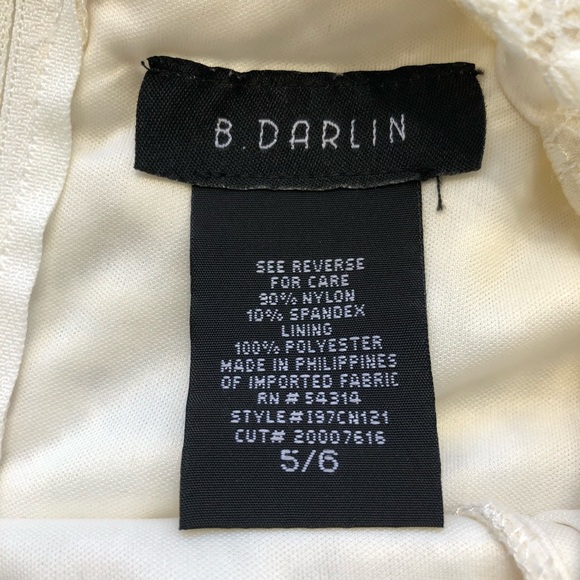 B. DARLIN
SEE REVERSE
FOR CARE
90% NYLON
10% SPANDEX
LINING
100% POLYESTER
MADE IN PHILIPPINES
OF IMPORTED FABRIC
RN # 54314
STYLE#I97CN121
CUT# 20007616
5/6